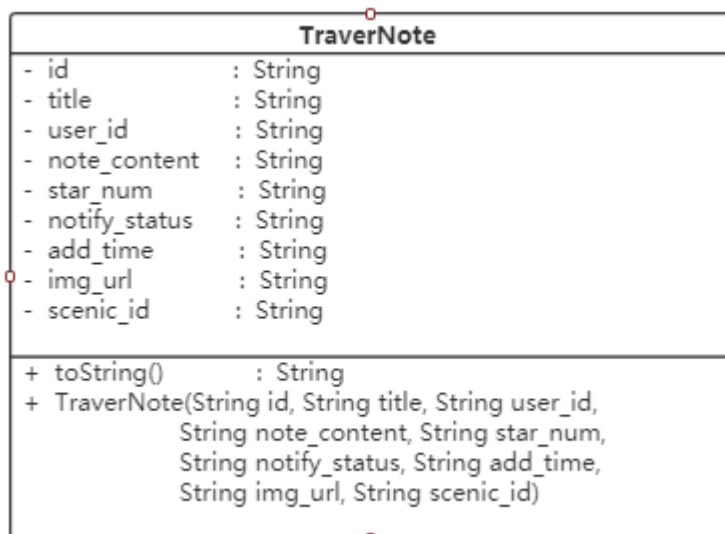 TraverNote
- id : String
- title : String
- user_id : String
- note_content : String
- star_num : String
- notify_status : String
- add_time : String
- img_url : String
- scenic_id : String
+ toString() : String
+ TraverNote(String id, String title, String user_id,
String note_content, String star_num,
String notify_status, String add_time,
String img_url, String scenic_id)